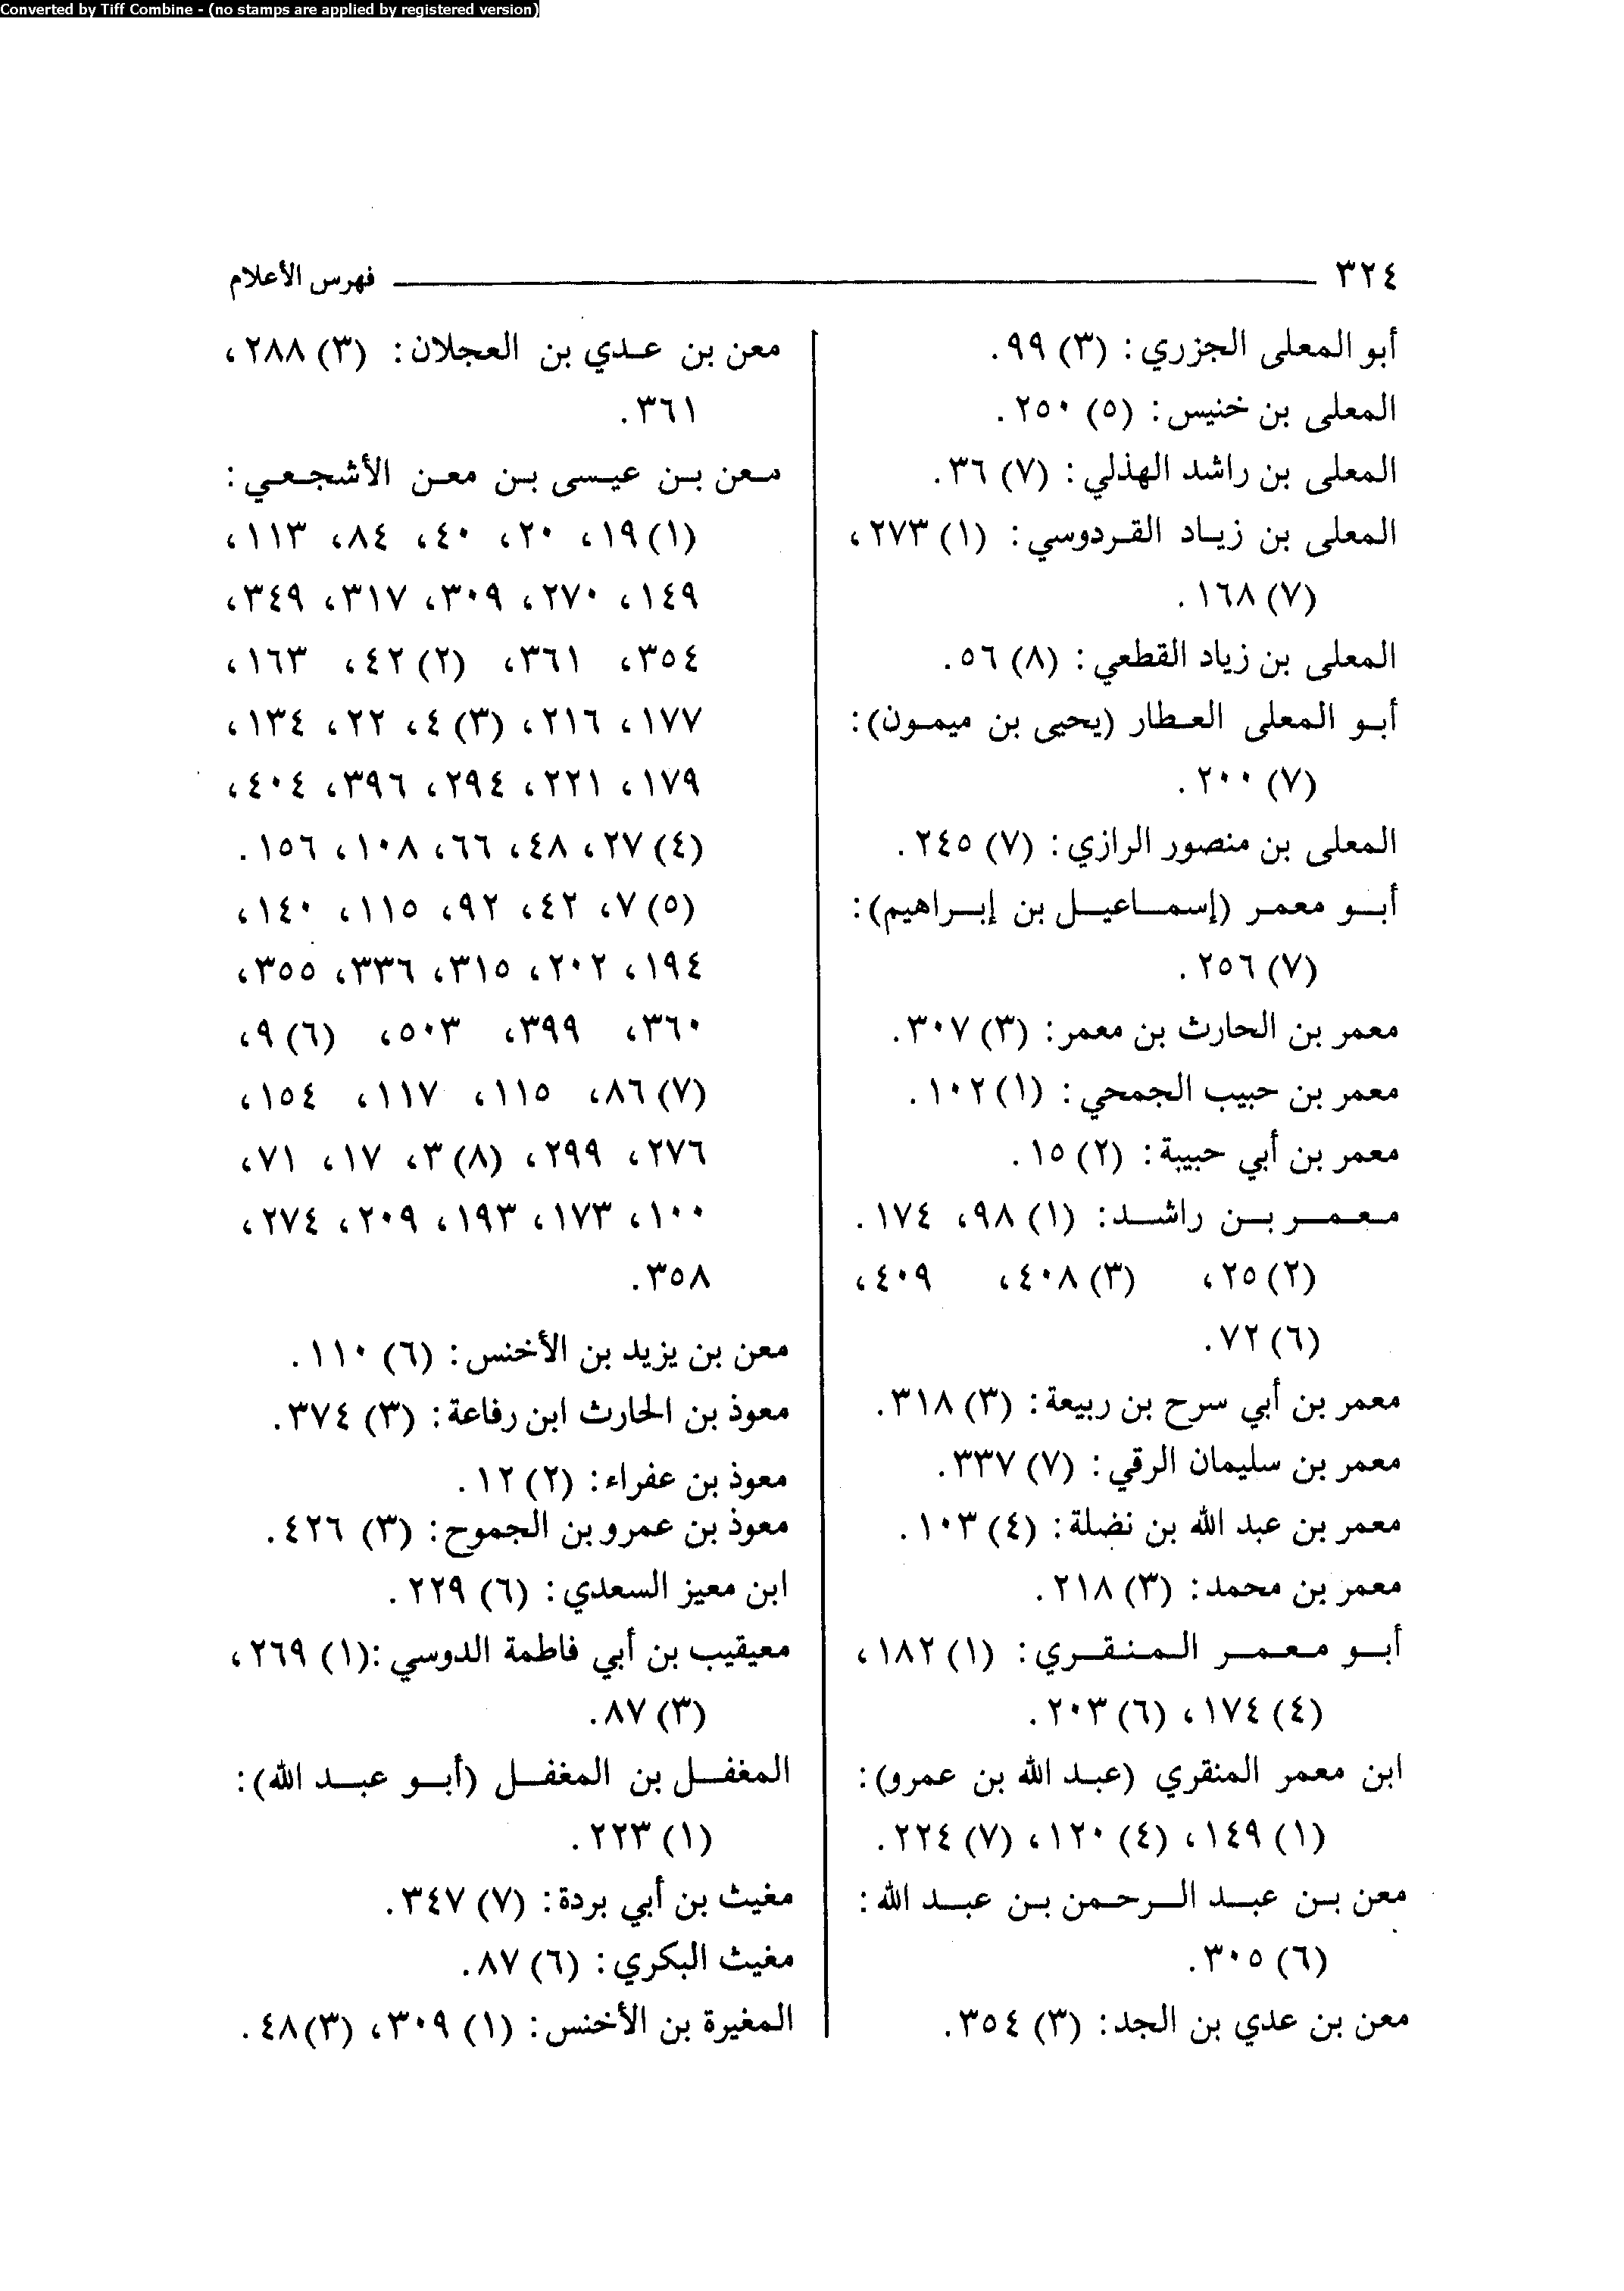 Converted by Tiff Combine - (no stamps are applied by registered version)
٣٢٤ فهرس الأعلام
أبو المعلى الجزري: (٣) ٩٩.
المعلى بن خنيس: (٥) ٢٥٠.
المعلى بن راشد الهذلي: (٧) ٣٦.
المعلى بن زياد القردوسي: (١) ٢٧٣،
(٧) ١٦٨.
المعلى بن زياد القطعي: (٨) ٥٦.
أبو المعلى العطار (يحيى بن ميمون):
(٧) ٢٠٠.
المعلى بن منصور الرازي: (٧) ٢٤٥.
أبو معمر (إسماعيل بن إبراهيم):
(٧) ٢٥٦.
معمر بن الحارث بن معمر: (٣) ٣٠٧.
معمر بن حبيب الجمحي: (١) ١٠٢.
معمر بن أبي حبيبة: (٢) ١٥.
معمر بن راشد: (١) ٩٨، ١٧٤.
(٢) ٢٥، (٣) ٤٠٨، ٤٠٩،
(٦) ٧٢.
معمر بن أبي سرح بن ربيعة: (٣) ٣١٨.
معمر بن سليمان الرقي: (٧) ٣٣٧.
معمر بن عبد الله بن نضلة: (٤) ١٠٣.
معمر بن محمد: (٣) ٢١٨.
أبو معمر المنقري: (١) ١٨٢،
(٤) ١٧٤، (٦) ٢٠٣.
ابن معمر المنقري (عبد الله بن عمرو):
(١) ١٤٩، (٤) ١٢٠، (٧) ٢٢٤.
معن بن عبد الرحمن بن عبد الله:
(٦) ٣٠٥.
معن بن عدي بن الجد: (٣) ٣٥٤.
معن بن عدي بن العجلان: (٣) ٢٨٨،
٣٦١.
معن بن عيسى بن معن الأشجعي:
(١) ١٩، ٢٠، ٤٠، ٨٤، ١١٣،
١٤٩، ٢٧٠، ٣٠٩، ٣١٧، ٣٤٩،
٣٥٤، ٣٦١، (٢) ٤٢، ١٦٣،
١٧٧، ٢١٦، (٣) ٤، ٢٢، ١٣٤،
١٧٩، ٢٢١، ٢٩٤، ٣٩٦، ٤٠٤،
(٤) ٢٧، ٤٨، ٦٦، ١٠٨، ١٥٦.
(٥) ٧، ٤٢، ٩٢، ١١٥، ١٤٠،
١٩٤، ٢٠٢، ٣١٥، ٣٣٦، ٣٥٥،
٣٦٠، ٣٩٩، ٥٠٣، (٦) ٩،
(٧) ٨٦، ١١٥، ١١٧، ١٥٤،
٢٧٦، ٢٩٩، (٨) ٣، ١٧، ٧١،
١٠٠، ١٧٣، ١٩٣، ٢٠٩، ٢٧٤،
٣٥٨.
معن بن يزيد بن الأخنس: (٦) ١١٠.
معوذ بن الحارث ابن رفاعة: (٣) ٣٧٤.
معوذ بن عفراء: (٢) ١٢.
معوذ بن عمرو بن الجموح: (٣) ٤٢٦.
ابن معيز السعدي: (٦) ٢٢٩.
معيقيب بن أبي فاطمة الدوسي: (١) ٢٦٩،
(٣) ٨٧.
المغفل بن المغفل (أبو عبد الله):
(١) ٢٢٣.
مغيث بن أبي بردة: (٧) ٣٤٧.
مغيث البكري: (٦) ٨٧.
المغيرة بن الأخنس: (١) ٣٠٩، (٣) ٤٨.